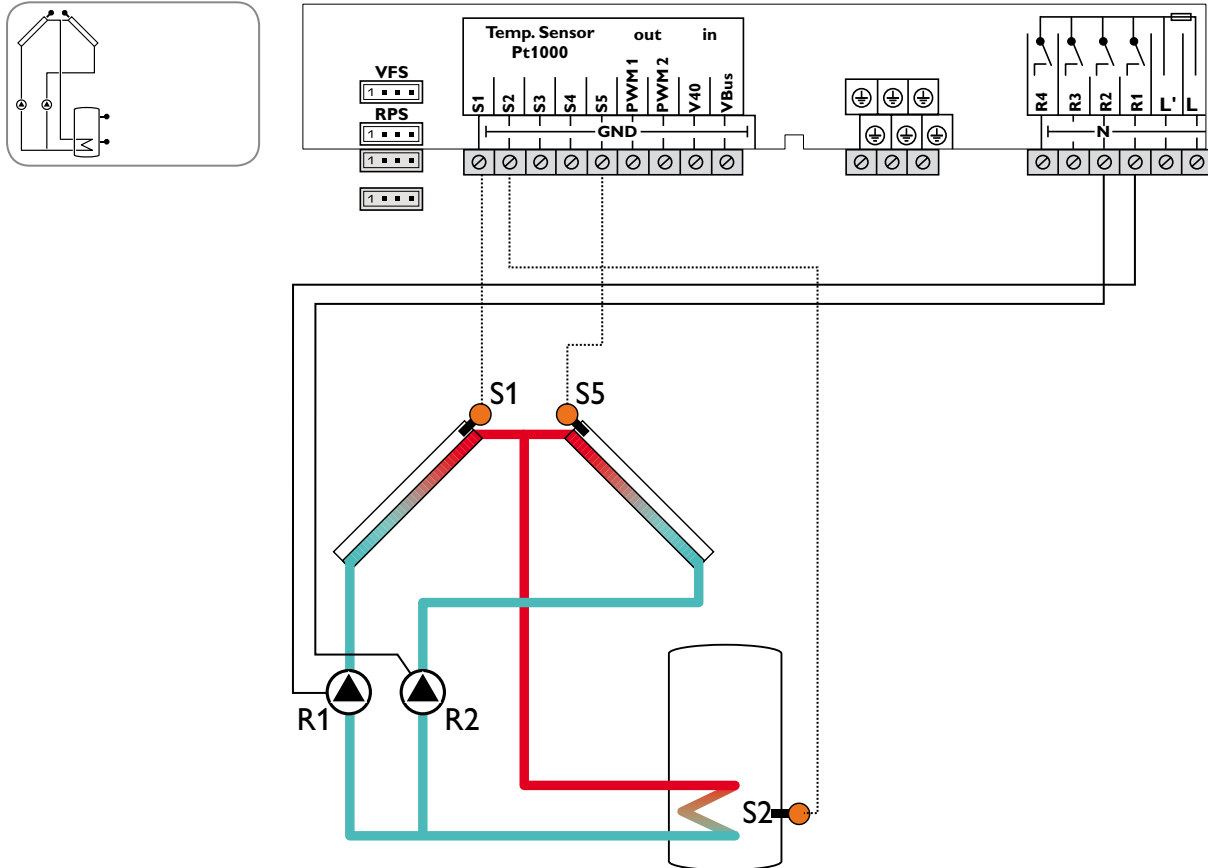 Temp. Sensor out in
Pt1000
VFS
1
RPS
1
1
1
S1 S2 S3 S4 S5 PWM 1 PWM 2 V40 VBus
GND
R4 R3 R2 R1 L' L
N
S1 S5
R1 R2
S2